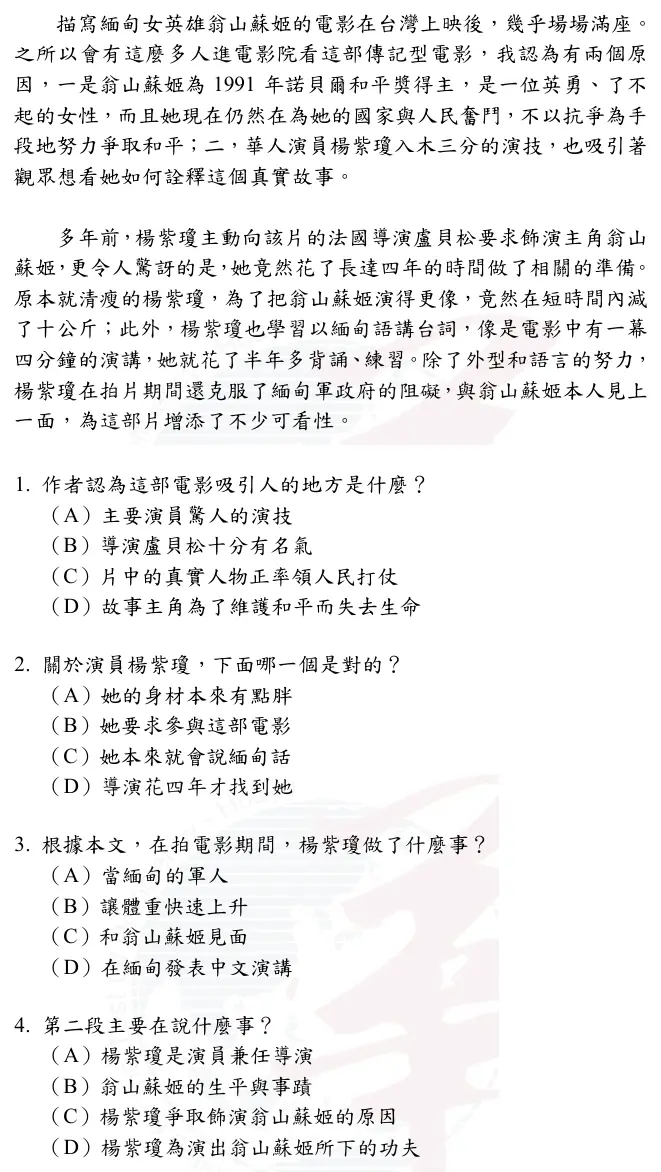 描寫緬甸女英雄翁山蘇姬的電影在台灣上映後，幾乎場場滿座。
之所以會有這麼多人進電影院看這部傳記型電影，我認為有兩個原
因，一是翁山蘇姬為 1991 年諾貝爾和平獎得主，是一位英勇、了不
起的女性，而且她現在仍然在為她的國家與人民奮鬥，不以抗爭為手
段地努力爭取和平；二，華人演員楊紫瓊入木三分的演技，也吸引著
觀眾想看她如何詮釋這個真實故事。
多年前，楊紫瓊主動向該片的法國導演盧貝松要求飾演主角翁山
蘇姬，更令人驚訝的是，她竟然花了長達四年的時間做了相關的準備。
原本就清瘦的楊紫瓊，為了把翁山蘇姬演得更像，竟然在短時間內減
了十公斤；此外，楊紫瓊也學習以緬甸語講台詞，像是電影中有一幕
四分鐘的演講，她就花了半年多背誦、練習。除了外型和語言的努力，
楊紫瓊在拍片期間還克服了緬甸軍政府的阻礙，與翁山蘇姬本人見上
一面，為這部片增添了不少可看性。
1. 作者認為這部電影吸引人的地方是什麼？
（A）主要演員驚人的演技
（B）導演盧貝松十分有名氣
（C）片中的真實人物正率領人民打仗
（D）故事主角為了維護和平而失去生命
2. 關於演員楊紫瓊，下面哪一個是對的？
（A）她的身材本來有點胖
（B）她要求參與這部電影
（C）她本來就會說緬甸話
（D）導演花四年才找到她
3. 根據本文，在拍電影期間，楊紫瓊做了什麼事？
（A）當緬甸的軍人
（B）讓體重快速上升
（C）和翁山蘇姬見面
（D）在緬甸發表中文演講
4. 第二段主要在說什麼事？
（A）楊紫瓊是演員兼任導演
（B）翁山蘇姬的生平與事蹟
（C）楊紫瓊爭取飾演翁山蘇姬的原因
（D）楊紫瓊為演出翁山蘇姬所下的功夫